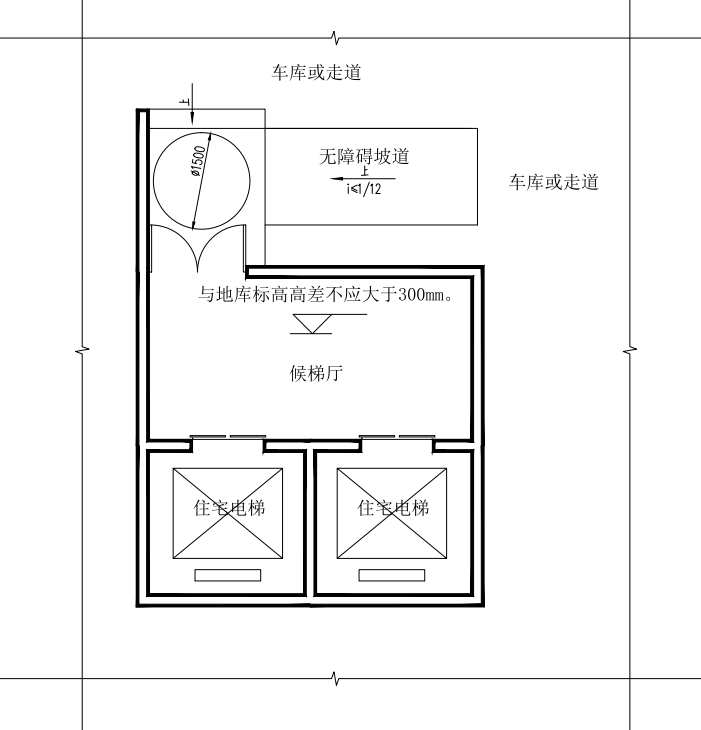 车库或走道
上
ø1500
无障碍坡道
上
i≤1/12
车库或走道
与地库标高高差不应大于300mm。
候梯厅
住宅电梯
住宅电梯